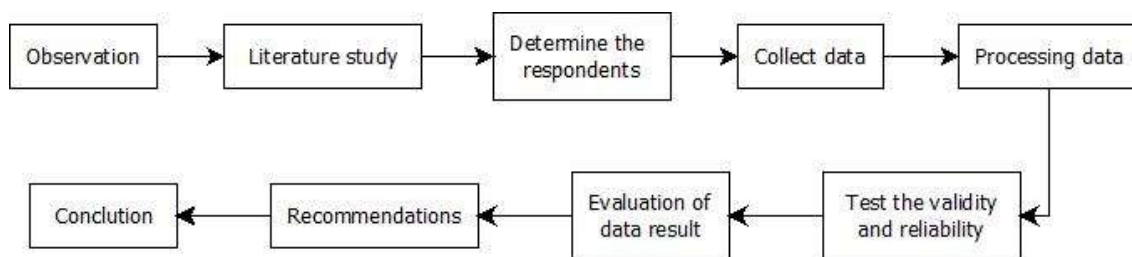 Observation
Literature study
Determine the
respondents
Collect data
Processing data
Test the validity
and reliability
Evaluation of
data result
Recommendations
Conclution